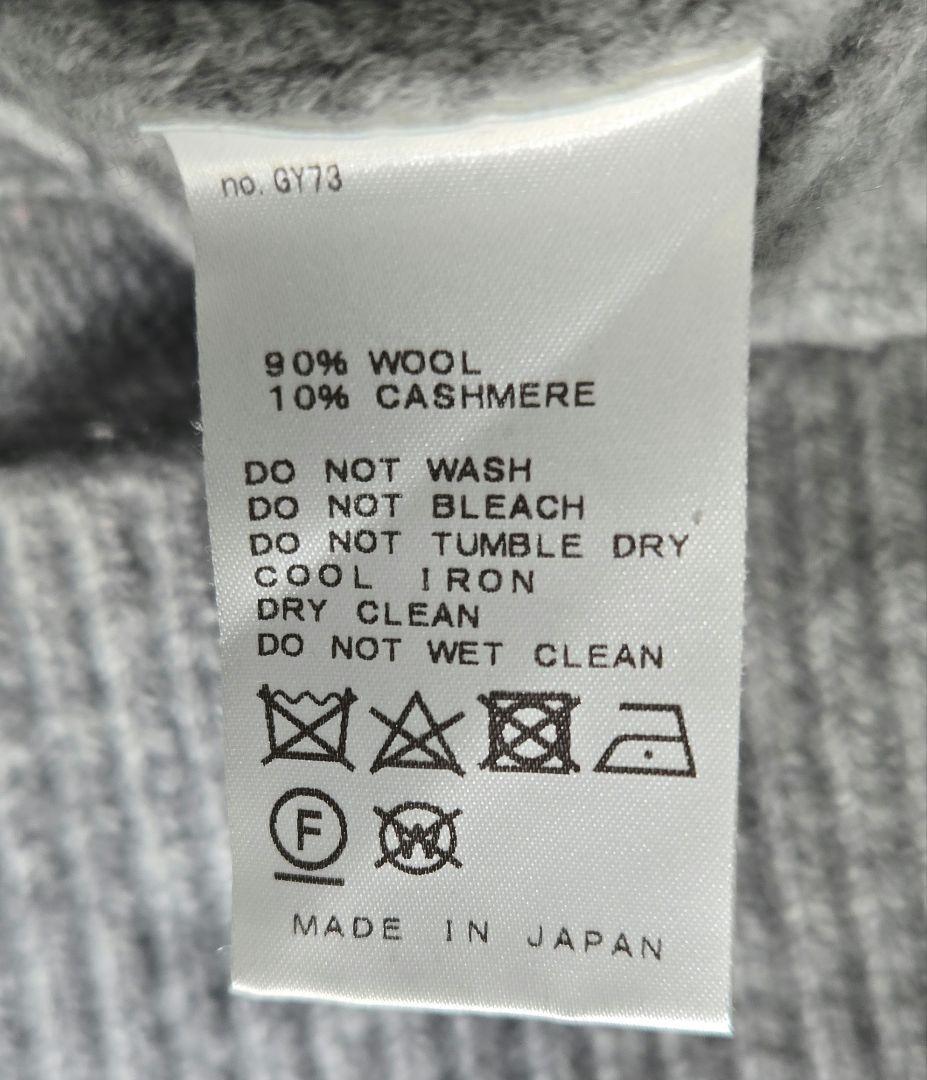 no. GY73
90% WOOL
10% CASHMERE
DO NOT WASH
DO NOT BLEACH
DO NOT TUMBLE DRY
COOL IRON
DRY CLEAN
DO NOT WET CLEAN
F W
MADE IN JAPAN